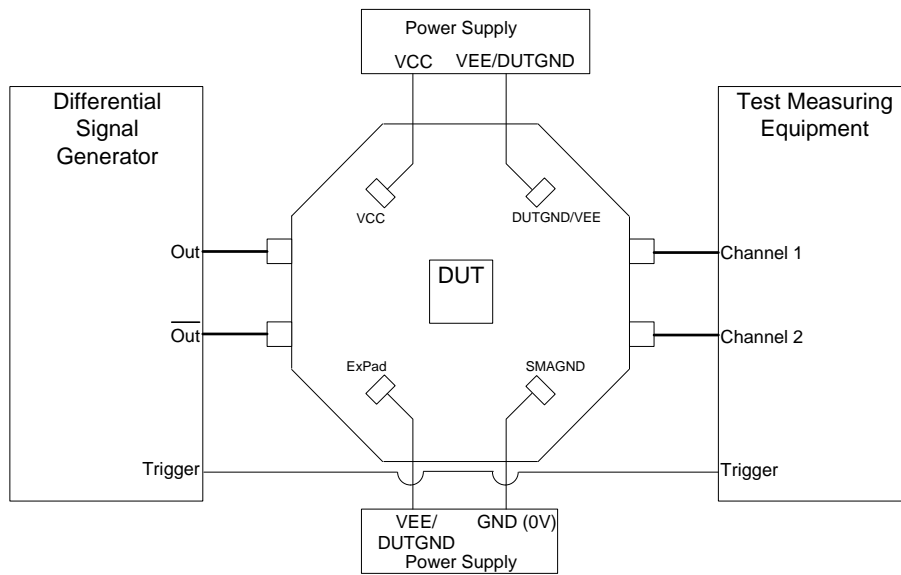 Power Supply
VCC
VEE/DUTGND
Differential
Signal
Generator
Test Measuring
Equipment
VCC
DUTGND/VEE
Out
Channel 1
DUT
O̅u̅t̅
Channel 2
ExPad
SMAGND
Trigger
Trigger
VEE/
DUTGND
GND (0V)
Power Supply